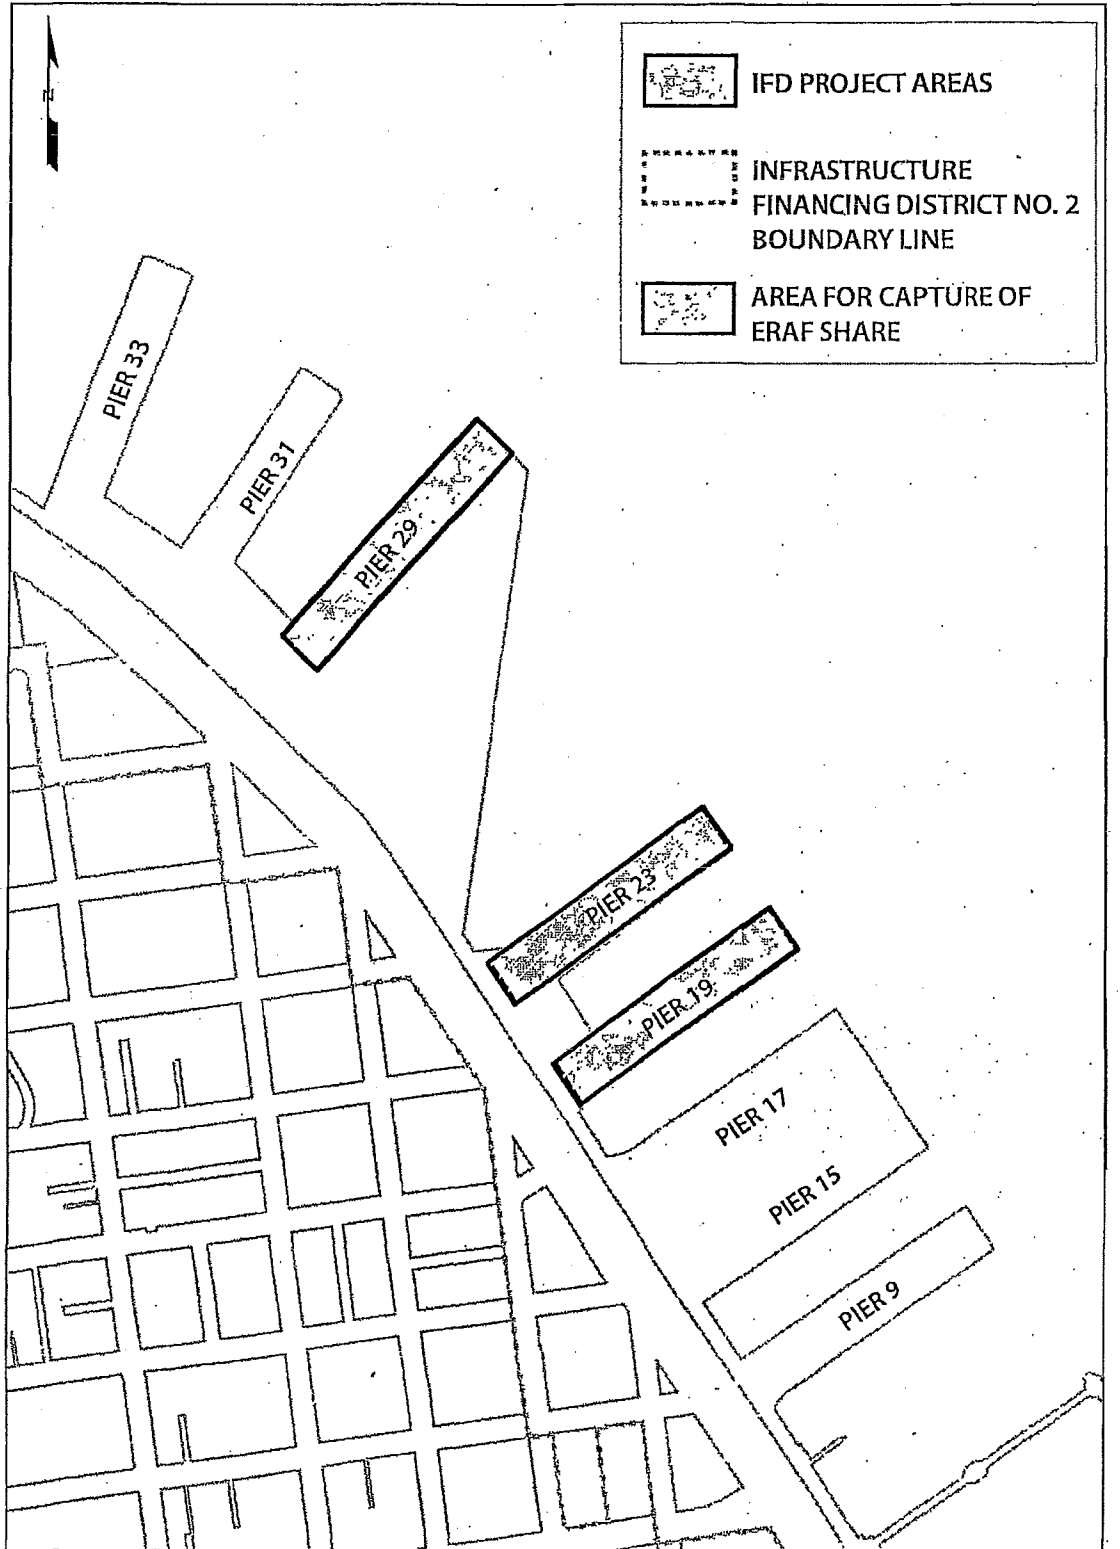 N
IFD PROJECT AREAS
INFRASTRUCTURE
FINANCING DISTRICT NO. 2
BOUNDARY LINE
AREA FOR CAPTURE OF
ERAF SHARE
PIER 33
PIER 31
PIER 29
PIER 23
PIER 19
PIER 17
PIER 15
PIER 9